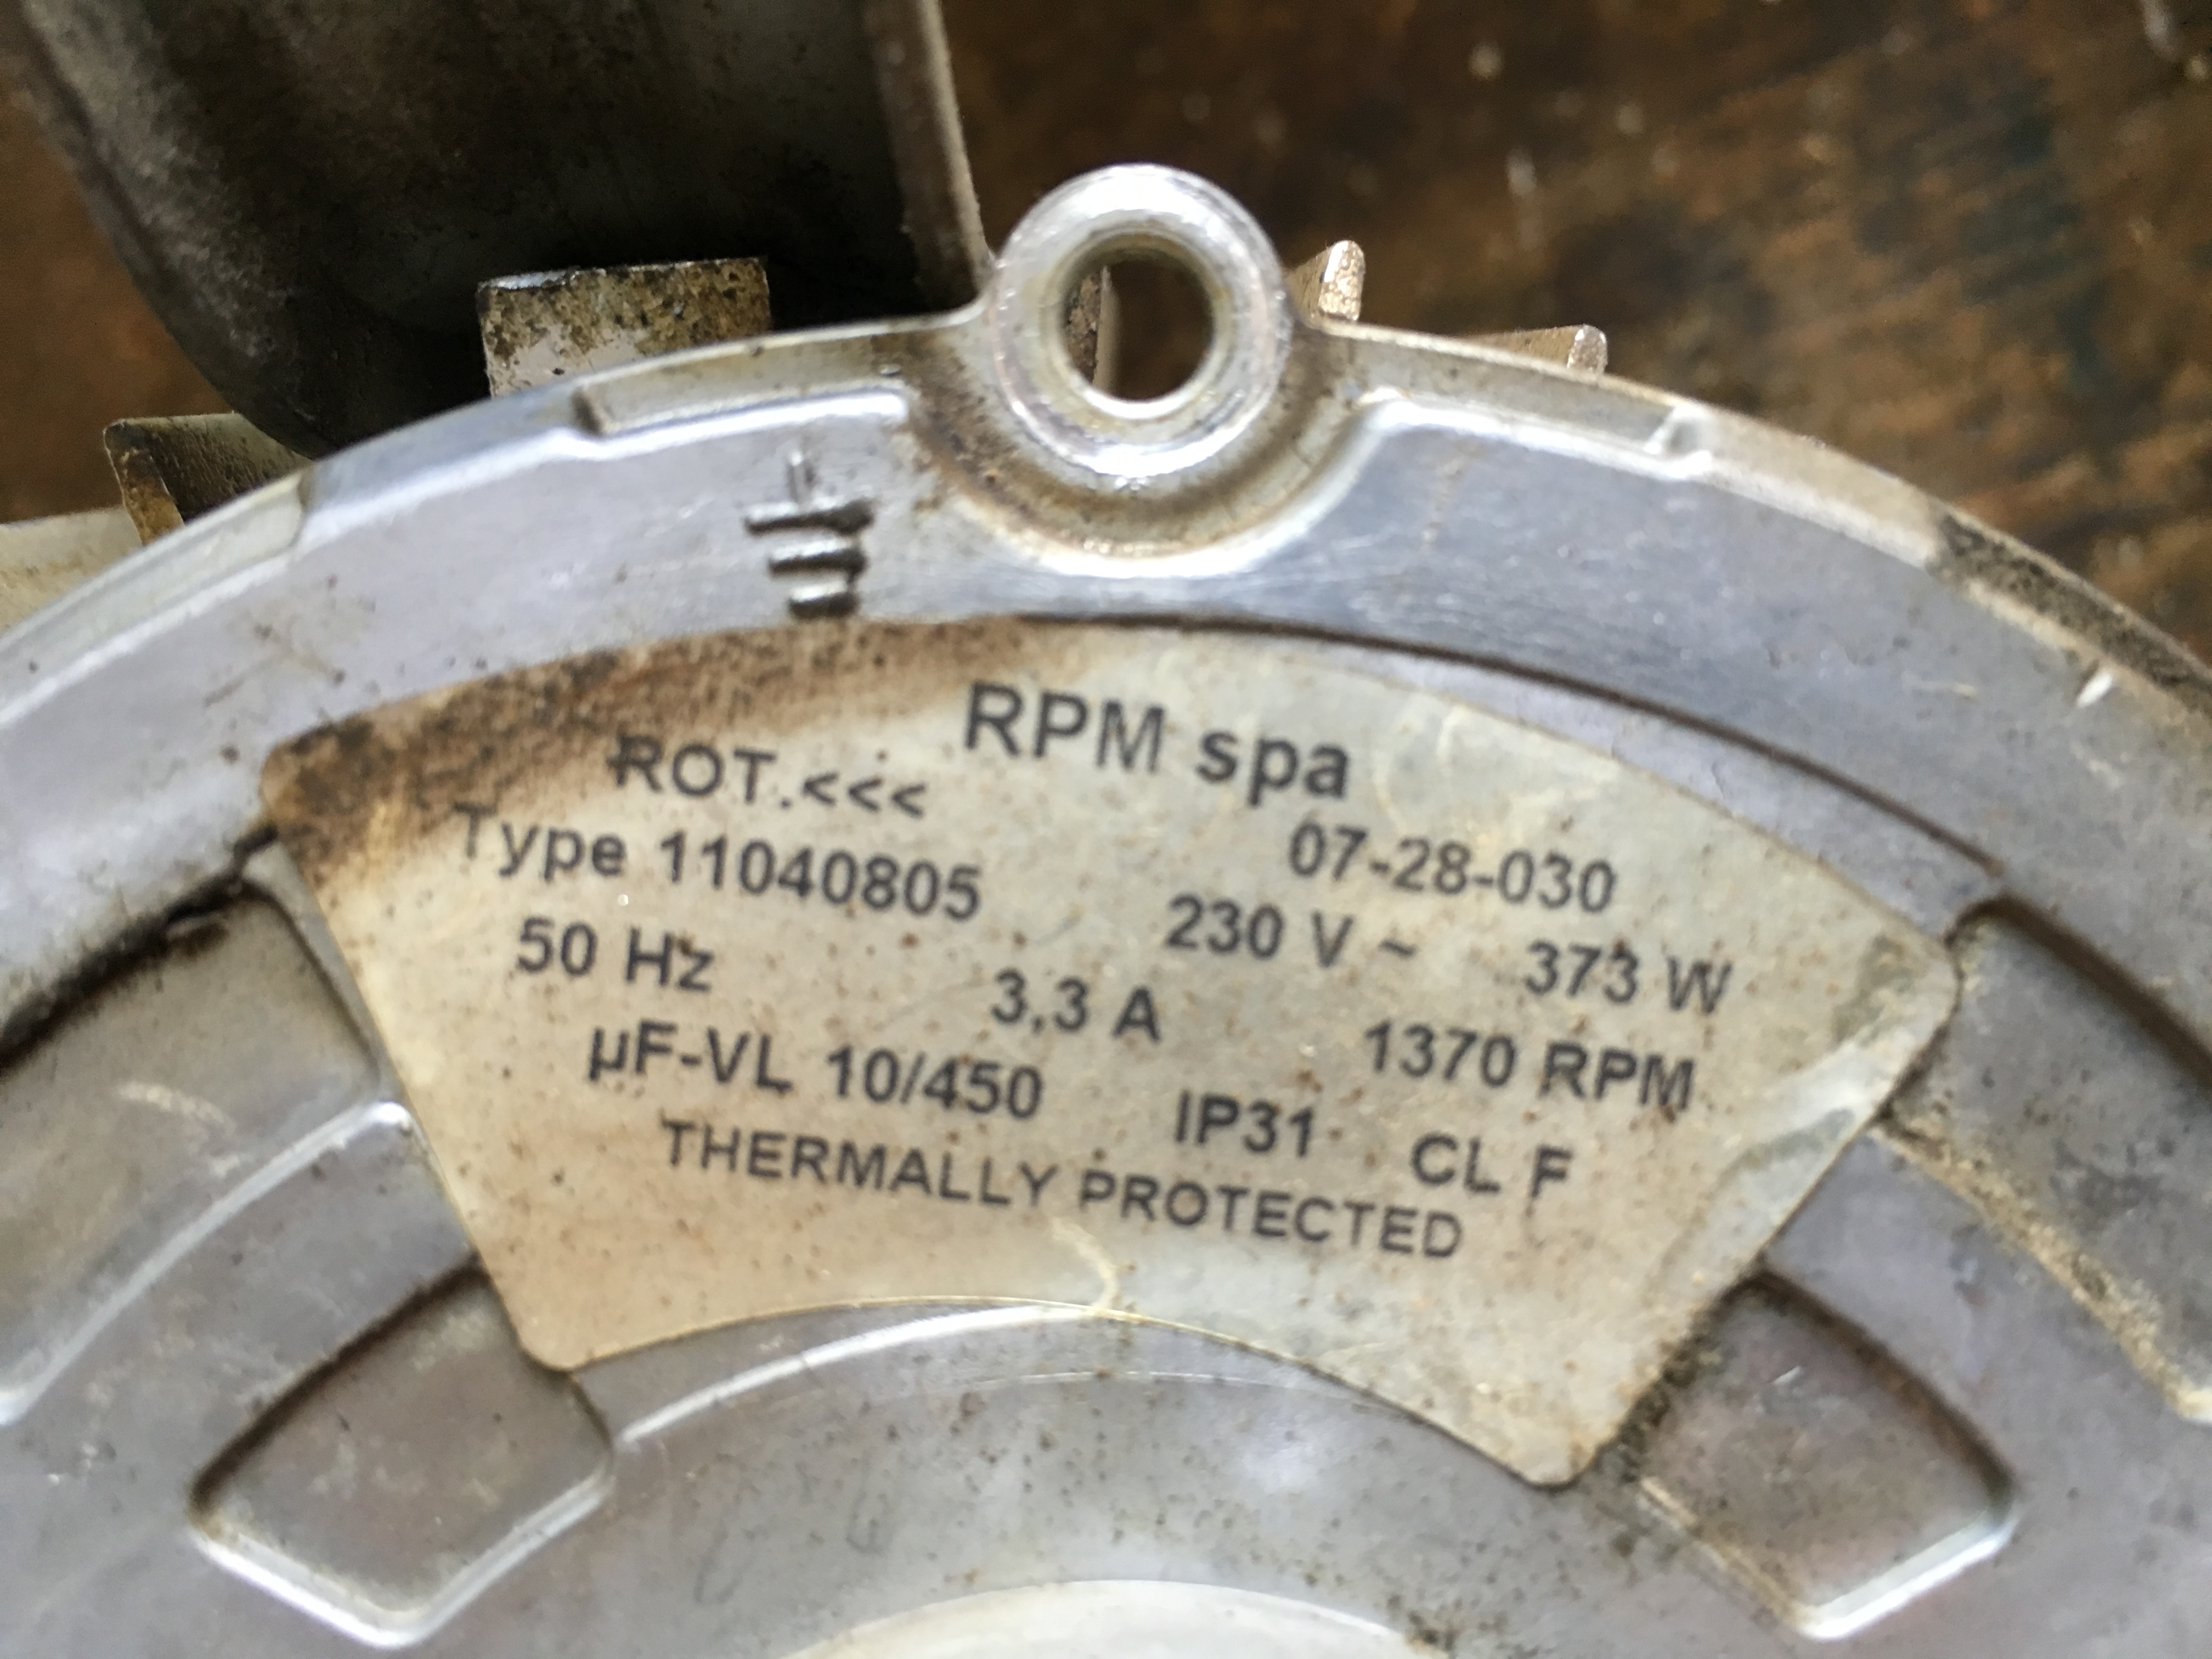 RPM spa
ROT.<<<
Type 11040805 07-28-030
50 Hz 230 V ~ 373 W
3,3 A 1370 RPM
µF-VL 10/450 IP31 CL F
THERMALLY PROTECTED